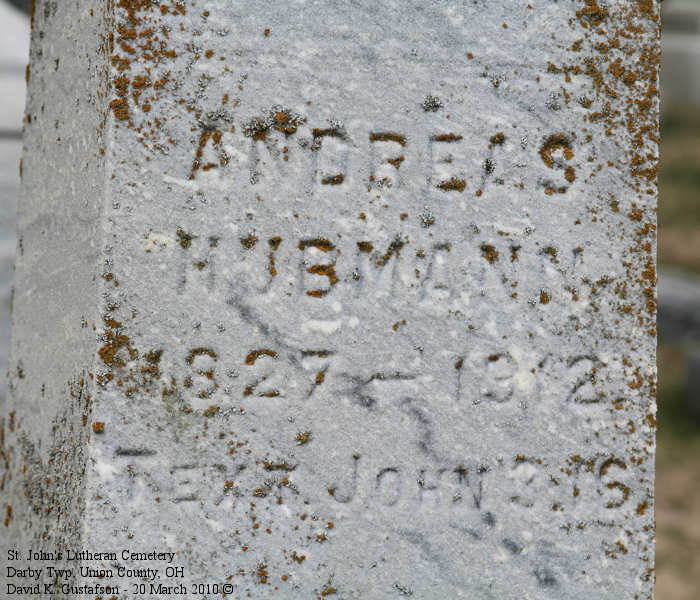 ANDREAS
HUBMANN
1827 - 1912
TEXT JOHN 3:16
St. John's Lutheran Cemetery
Darby Twp, Union County, OH
David K. Gustafson - 20 March 2010 ©